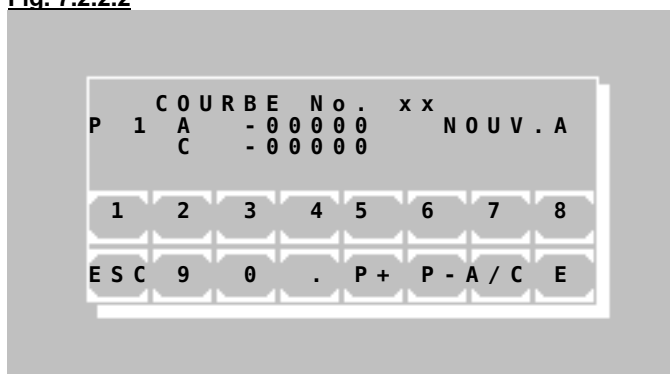 Fig. 7.2.2.2
COURBE No. xx
P 1 A -00000 NOUV.A
C -00000
1 2 3 4 5 6 7 8
ESC 9 0 . P+ P- A/C E